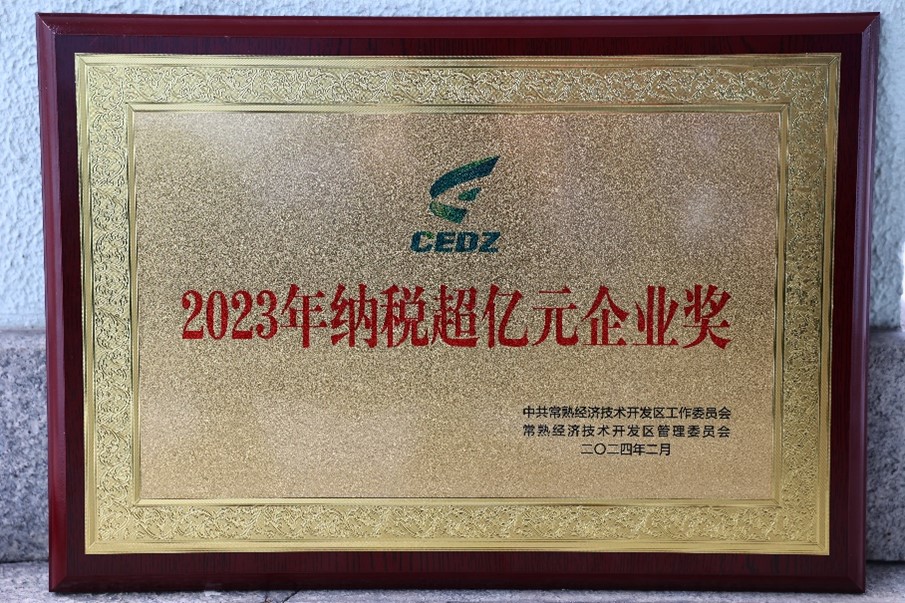 CEDZ
2023年纳税超亿元企业奖
中共常熟经济技术开发区工作委员会
常熟经济技术开发区管理委员会
二〇二四年二月